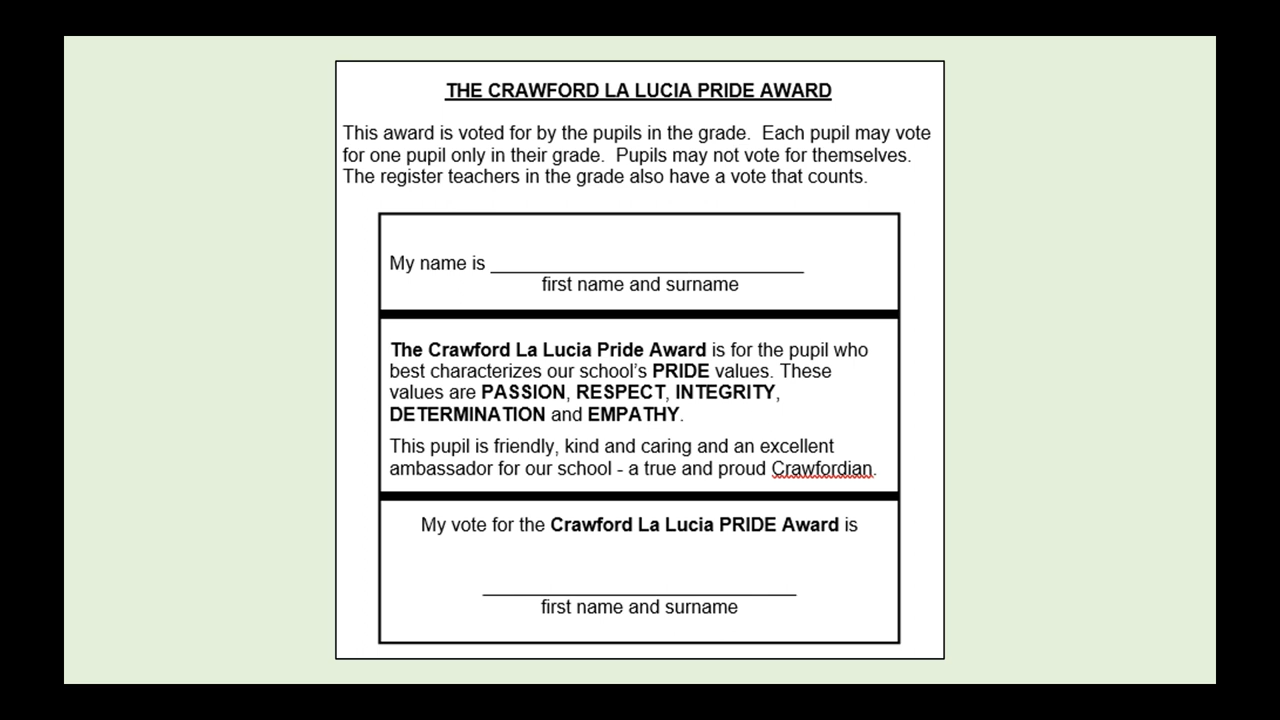 THE CRAWFORD LA LUCIA PRIDE AWARD
This award is voted for by the pupils in the grade.  Each pupil may vote
for one pupil only in their grade.  Pupils may not vote for themselves.
The register teachers in the grade also have a vote that counts.
My name is ______________________________
first name and surname
The Crawford La Lucia Pride Award is for the pupil who
best characterizes our school’s PRIDE values. These
values are PASSION, RESPECT, INTEGRITY,
DETERMINATION and EMPATHY.
This pupil is friendly, kind and caring and an excellent
ambassador for our school - a true and proud Crawfordian.
My vote for the Crawford La Lucia PRIDE Award is
______________________________
first name and surname